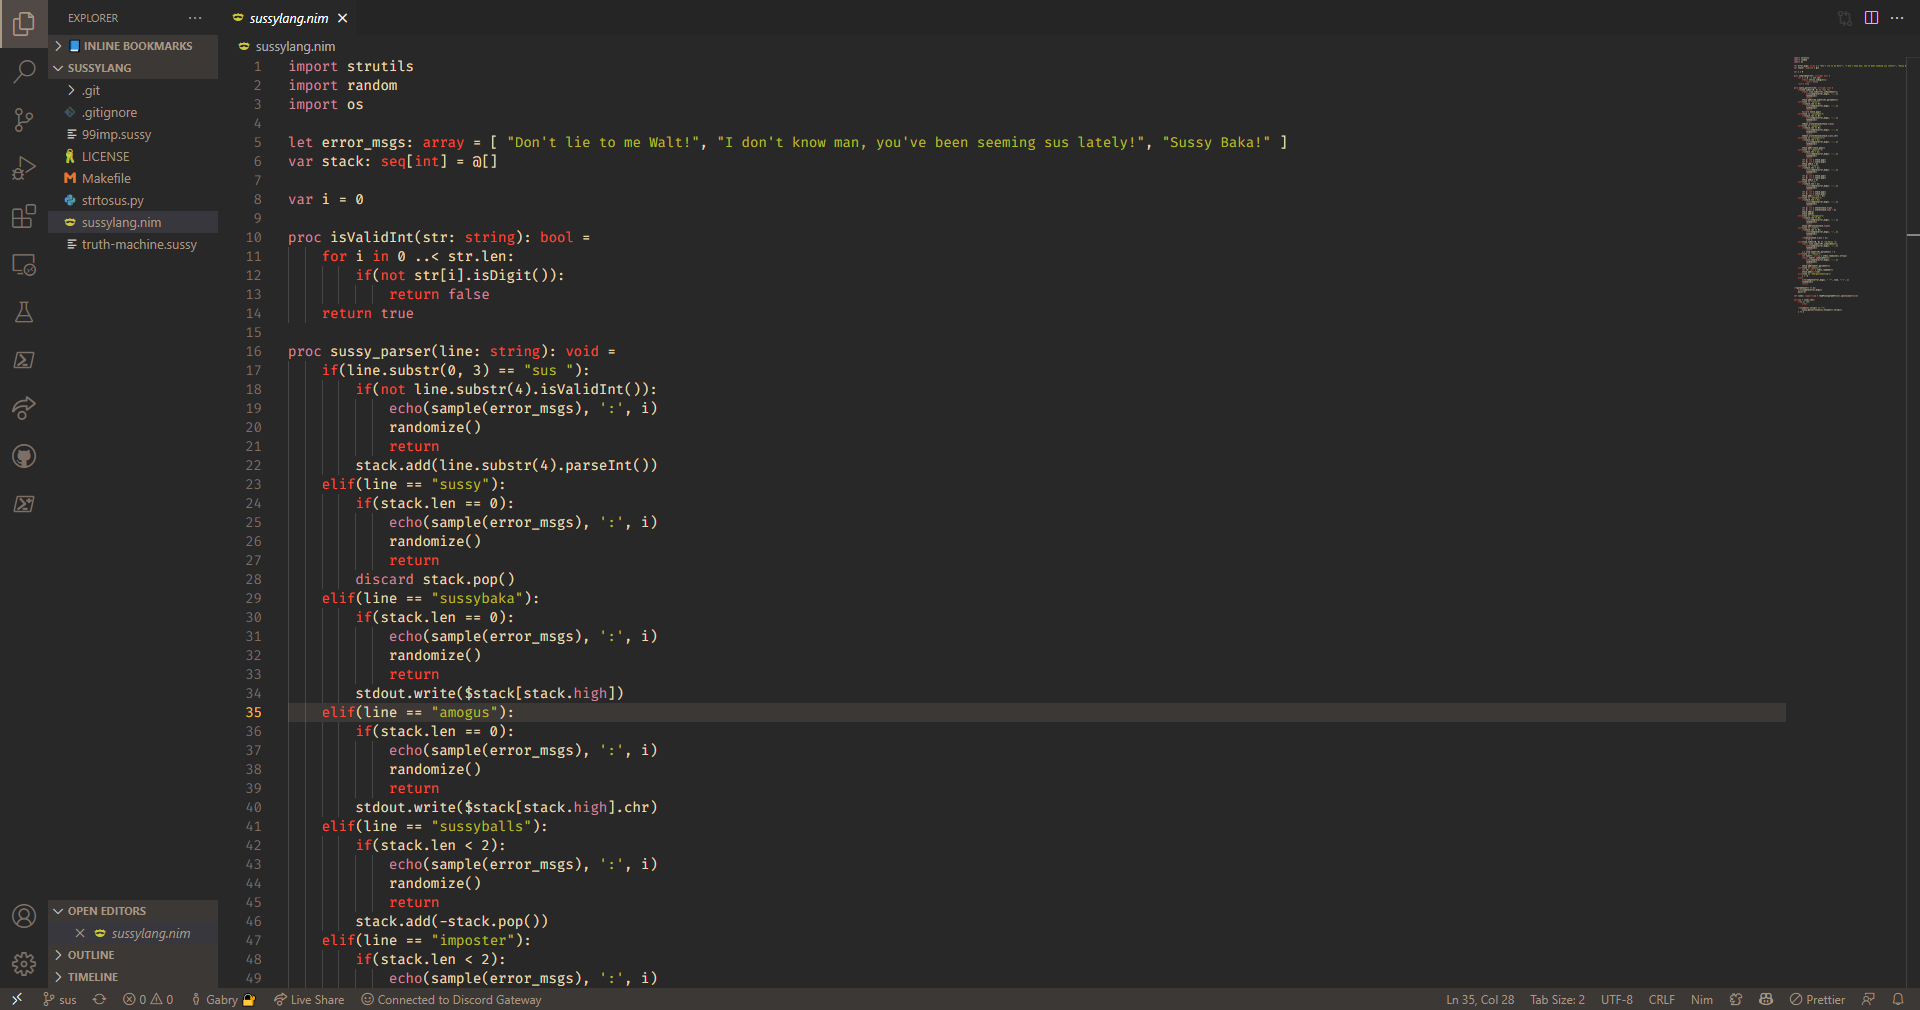 EXPLORER
INLINE BOOKMARKS
SUSSYLANG
.git
.gitignore
99imp.sussy
LICENSE
Makefile
strtosus.py
sussylang.nim
truth-machine.sussy
OPEN EDITORS
sussylang.nim
OUTLINE
TIMELINE
sussylang.nim
sussylang.nim
1 import strutils
2 import random
3 import os
4
5 let error_msgs: array = [ "Don't lie to me Walt!", "I don't know man, you've been seeming sus lately!", "Sussy Baka!" ]
6 var stack: seq[int] = @[]
7
8 var i = 0
9
10 proc isValidInt(str: string): bool =
11 for i in 0 ..< str.len:
12 if(not str[i].isDigit()):
13 return false
14 return true
15
16 proc sussy_parser(line: string): void =
17 if(line.substr(0, 3) == "sus "):
18 if(not line.substr(4).isValidInt()):
19 echo(sample(error_msgs), ':', i)
20 randomize()
21 return
22 stack.add(line.substr(4).parseInt())
23 elif(line == "sussy"):
24 if(stack.len == 0):
25 echo(sample(error_msgs), ':', i)
26 randomize()
27 return
28 discard stack.pop()
29 elif(line == "sussybaka"):
30 if(stack.len == 0):
31 echo(sample(error_msgs), ':', i)
32 randomize()
33 return
34 stdout.write($stack[stack.high])
35 elif(line == "amogus"):
36 if(stack.len == 0):
37 echo(sample(error_msgs), ':', i)
38 randomize()
39 return
40 stdout.write($stack[stack.high].chr)
41 elif(line == "sussyballs"):
42 if(stack.len < 2):
43 echo(sample(error_msgs), ':', i)
44 randomize()
45 return
46 stack.add(-stack.pop())
47 elif(line == "imposter"):
48 if(stack.len < 2):
49 echo(sample(error_msgs), ':', i)
sus 0 0 Gabry Live Share Connected to Discord Gateway Ln 35, Col 28 Tab Size: 2 UTF-8 CRLF Nim Prettier